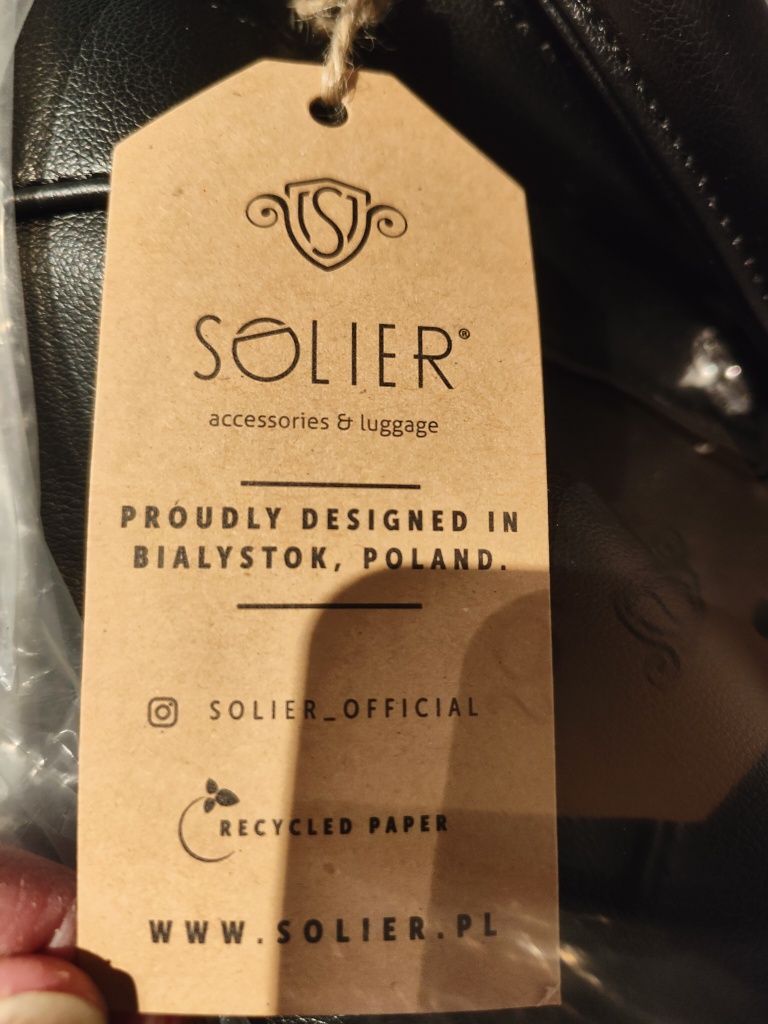 S
SOLIER®
accessories & luggage
PROUDLY DESIGNED IN
BIALYSTOK, POLAND.
SOLIER_OFFICIAL
RECYCLED PAPER
WWW.SOLIER.PL